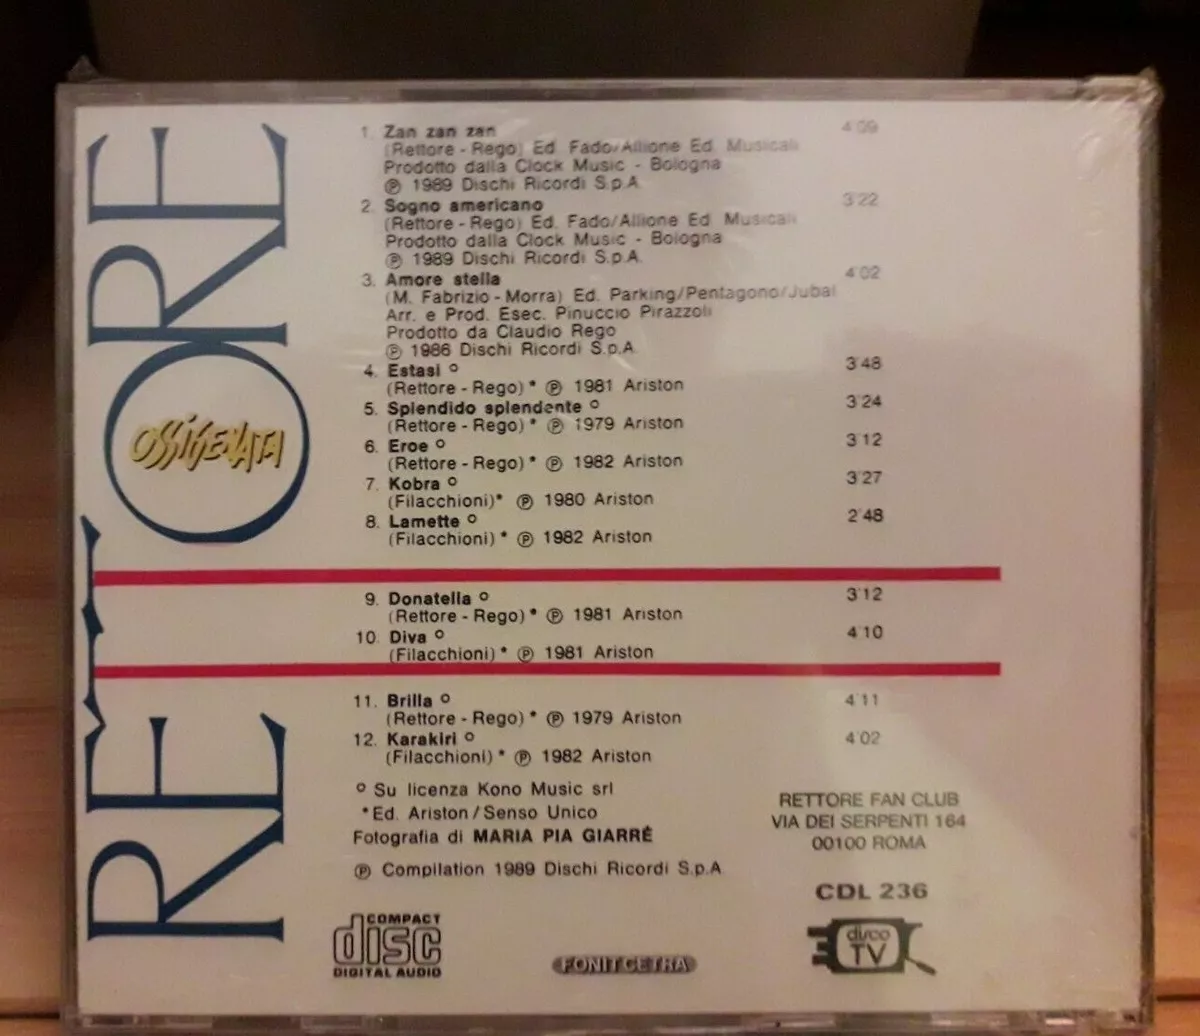 RETTORE
OSSIGENATA
1. Zan zan zan 4'09
(Rettore - Rego) Ed. Fado/Allione Ed. Musicali
Prodotto dalla Clock Music - Bologna
Ⓟ 1989 Dischi Ricordi S.p.A.
2. Sogno americano 3'22
(Rettore - Rego) Ed. Fado/Allione Ed. Musicali
Prodotto dalla Clock Music - Bologna
Ⓟ 1989 Dischi Ricordi S.p.A.
3. Amore stella 4'02
(M. Fabrizio - Morra) Ed. Parking/Pentagono/Jubal
Arr. e Prod. Esec. Pinuccio Pirazzoli
Prodotto da Claudio Rego
Ⓟ 1986 Dischi Ricordi S.p.A.
4. Estasi ° 3'48
(Rettore - Rego) * Ⓟ 1981 Ariston
5. Splendido splendente ° 3'24
(Rettore - Rego) * Ⓟ 1979 Ariston
6. Eroe ° 3'12
(Rettore - Rego) * Ⓟ 1982 Ariston
7. Kobra ° 3'27
(Filacchioni)* Ⓟ 1980 Ariston
8. Lamette ° 2'48
(Filacchioni) * Ⓟ 1982 Ariston
9. Donatella ° 3'12
(Rettore - Rego) * Ⓟ 1981 Ariston
10. Diva ° 4'10
(Filacchioni) * Ⓟ 1981 Ariston
11. Brilla ° 4'11
(Rettore - Rego) * Ⓟ 1979 Ariston
12. Karakiri ° 4'02
(Filacchioni) * Ⓟ 1982 Ariston
° Su licenza Kono Music srl
* Ed. Ariston / Senso Unico
Fotografia di MARIA PIA GIARRÉ
Ⓟ Compilation 1989 Dischi Ricordi S.p.A.
RETTORE FAN CLUB
VIA DEI SERPENTI 164
00100 ROMA
CDL 236
COMPACT
disc
DIGITAL AUDIO
FONIT CETRA
disco
TV